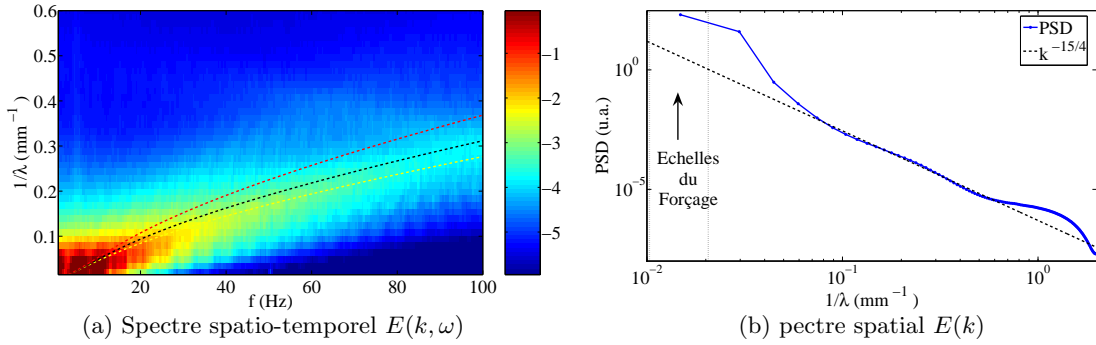 0.6
0.5
0.4
0.3
0.2
0.1
1/λ (mm⁻¹)
20 40 60 80 100
f (Hz)
−1
−2
−3
−4
−5
(a) Spectre spatio-temporel E(k, ω)
PSD
k⁻¹⁵/⁴
10⁰
10⁻⁵
PSD (u.a.)
Echelles
du
Forçage
10⁻² 10⁻¹ 10⁰
1/λ (mm⁻¹)
(b) pectre spatial E(k)